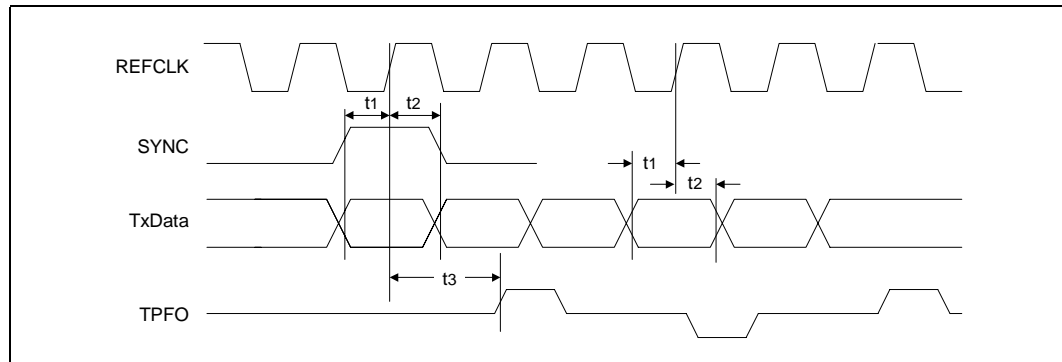 REFCLK
t1
t2
SYNC
t1
t2
TxData
t3
TPFO